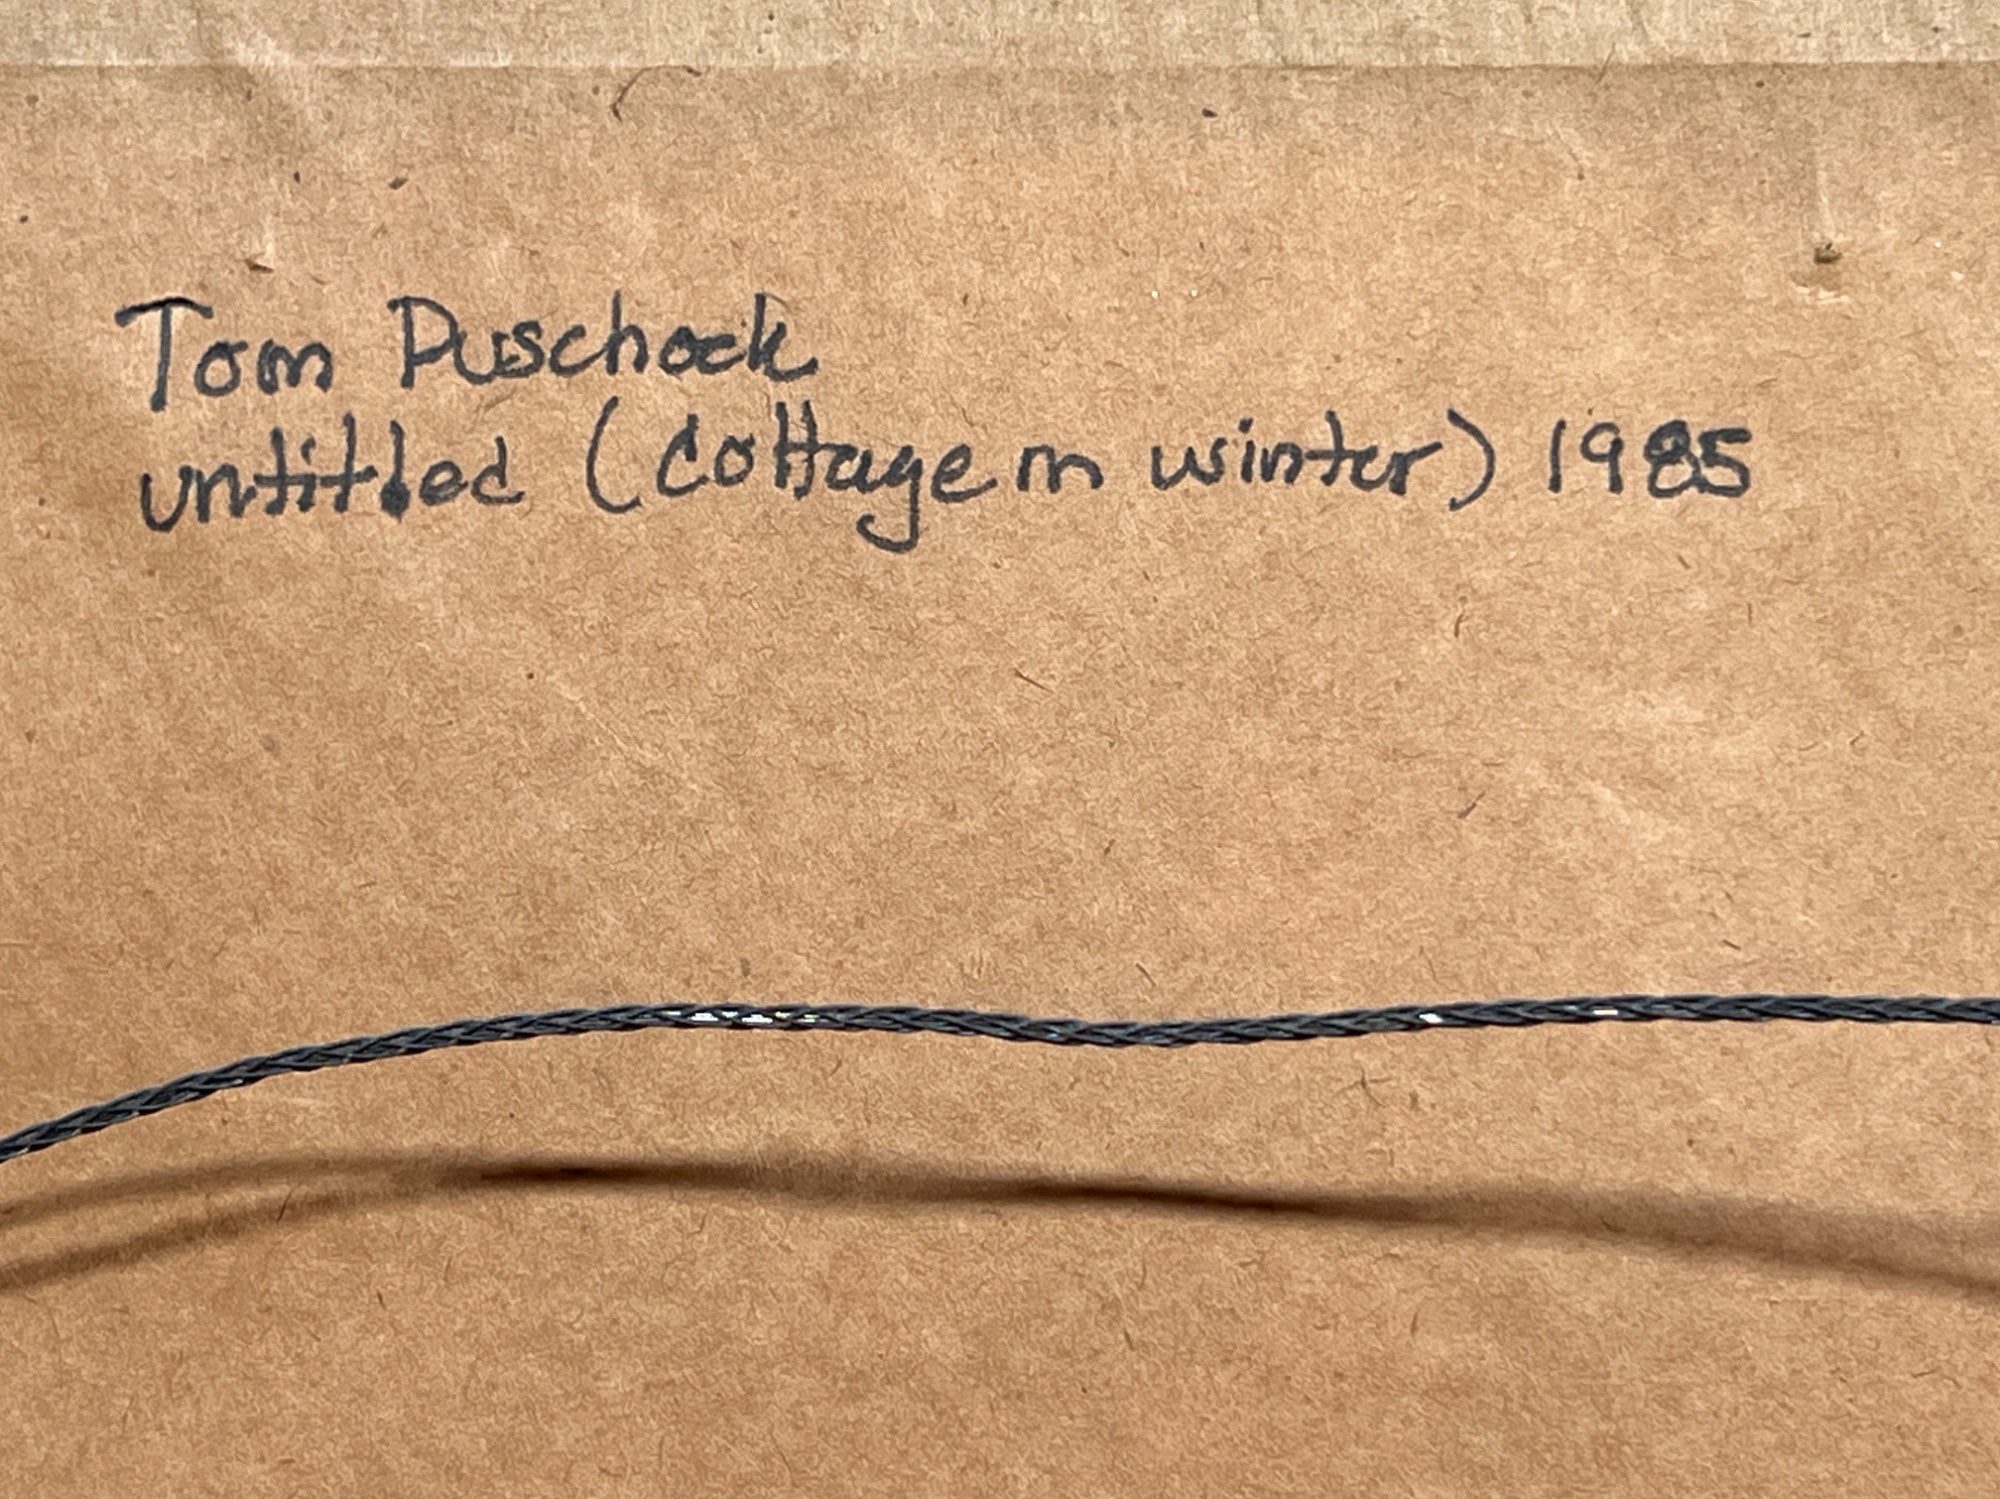 Tom Puschock
untitled (Cottage in winter) 1985